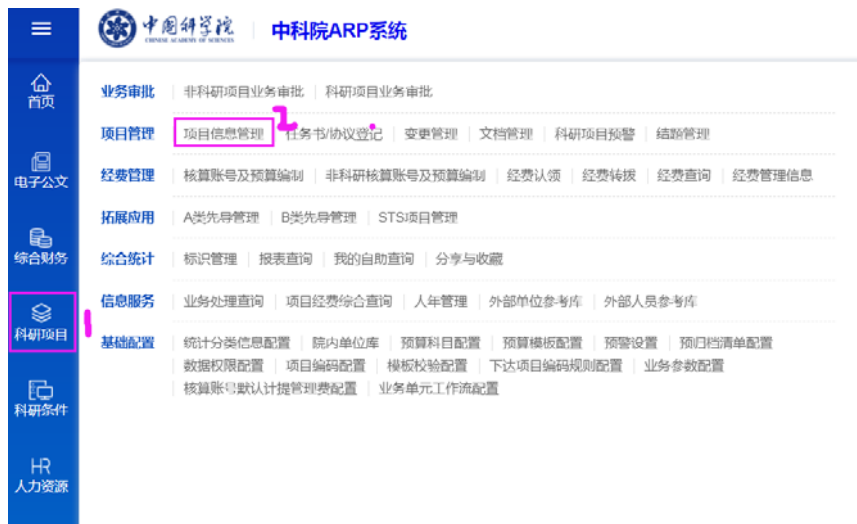 中国科学院
CHINESE ACADEMY OF SCIENCES
中科院ARP系统
首页
电子公文
综合财务
科研项目
科研条件
HR
人力资源
1
2
业务审批 非科研项目业务审批 科研项目业务审批
项目管理 项目信息管理 任务书/协议登记 变更管理 文档管理 科研项目预警 结题管理
经费管理 核算账号及预算编制 非科研核算账号及预算编制 经费认领 经费转拨 经费查询 经费管理信息
拓展应用 A类先导管理 B类先导管理 STS项目管理
综合统计 标识管理 报表查询 我的自助查询 分享与收藏
信息服务 业务处理查询 项目经费综合查询 人年管理 外部单位参考库 外部人员参考库
基础配置 统计分类信息配置 院内单位库 预算科目配置 预算模板配置 预警设置 预归档清单配置
数据权限配置 项目编码配置 模板校验配置 下达项目编码规则配置 业务参数配置
核算账号默认计提管理费配置 业务单元工作流配置